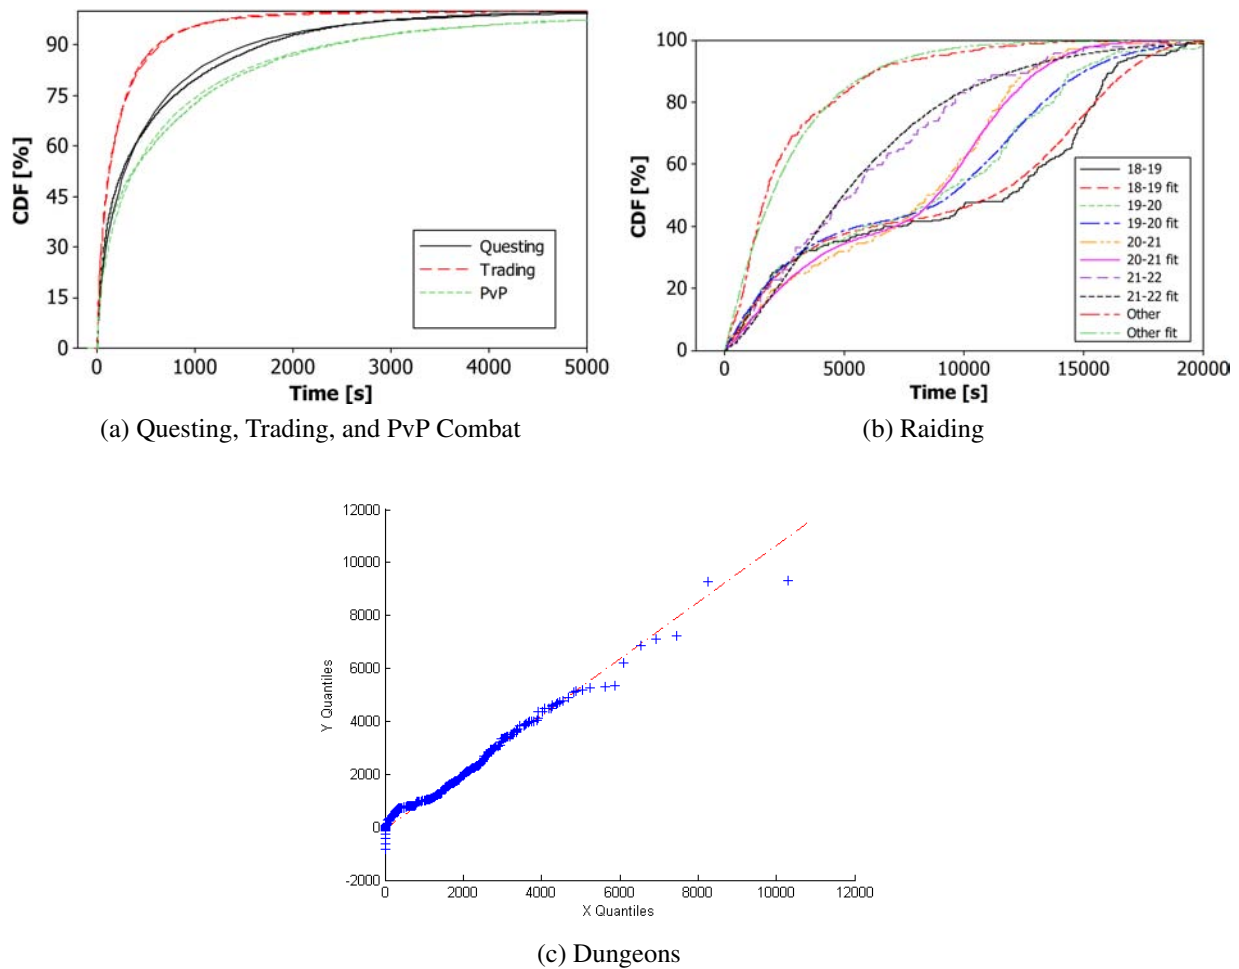 90
75
60
45
30
15
0
CDF [%]
0 1000 2000 3000 4000 5000
Time [s]
Questing
Trading
PvP
(a) Questing, Trading, and PvP Combat
100
80
60
40
20
0
CDF [%]
0 5000 10000 15000 20000
Time [s]
18-19
18-19 fit
19-20
19-20 fit
20-21
20-21 fit
21-22
21-22 fit
Other
Other fit
(b) Raiding
12000
10000
8000
6000
4000
2000
0
-2000
Y Quantiles
0 2000 4000 6000 8000 10000 12000
X Quantiles
(c) Dungeons